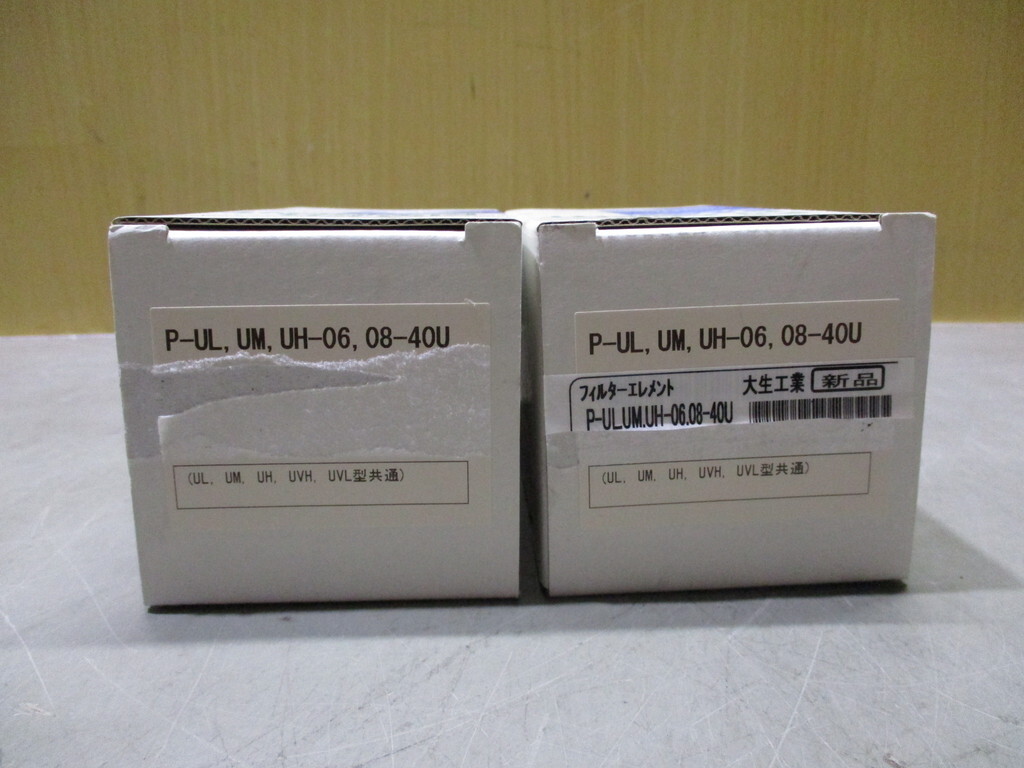 P-UL,UM,UH-06,08-40U
(UL, UM, UH, UVH, UVL型共通)
P-UL,UM,UH-06,08-40U
フィルターエレメント 大生工業 新品
P-UL.UM.UH-06.08-40U
(UL, UM, UH, UVH, UVL型共通)